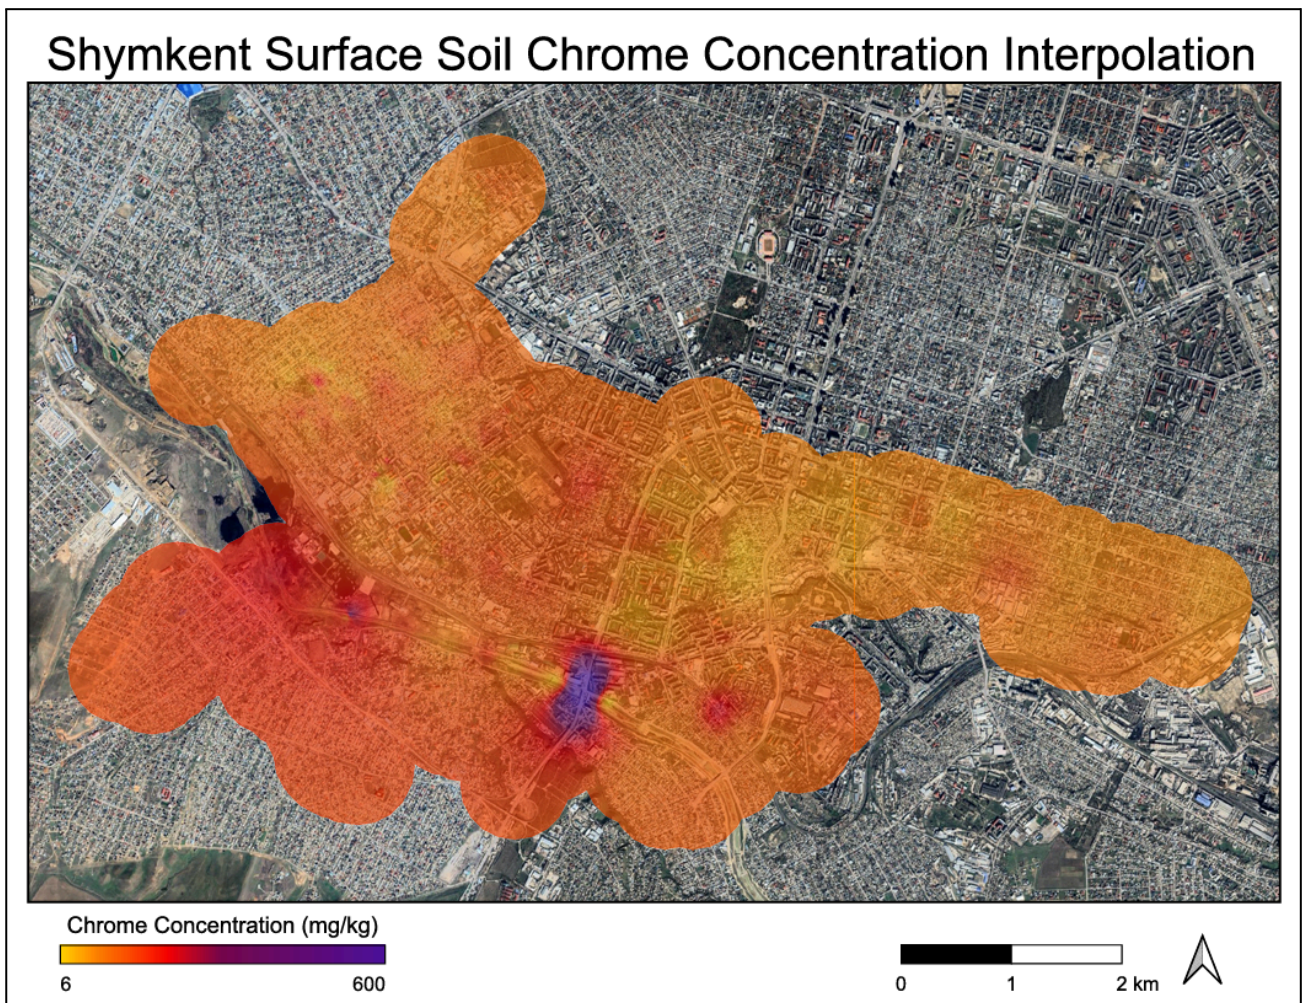 Shymkent Surface Soil Chrome Concentration Interpolation
Chrome Concentration (mg/kg)
6 600
0 1 2 km